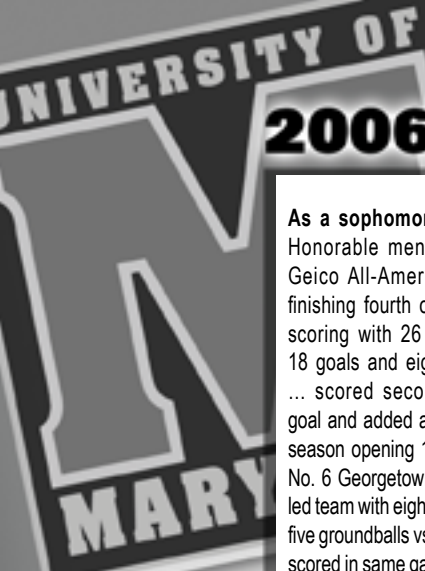 UNIVERSITY OF
2006
M
MARY
As a sophomor
Honorable men
Geico All-Amer
finishing fourth o
scoring with 26
18 goals and eig
... scored seco
goal and added a
season opening 1
No. 6 Georgetow
led team with eigh
five groundballs vs
scored in same ga